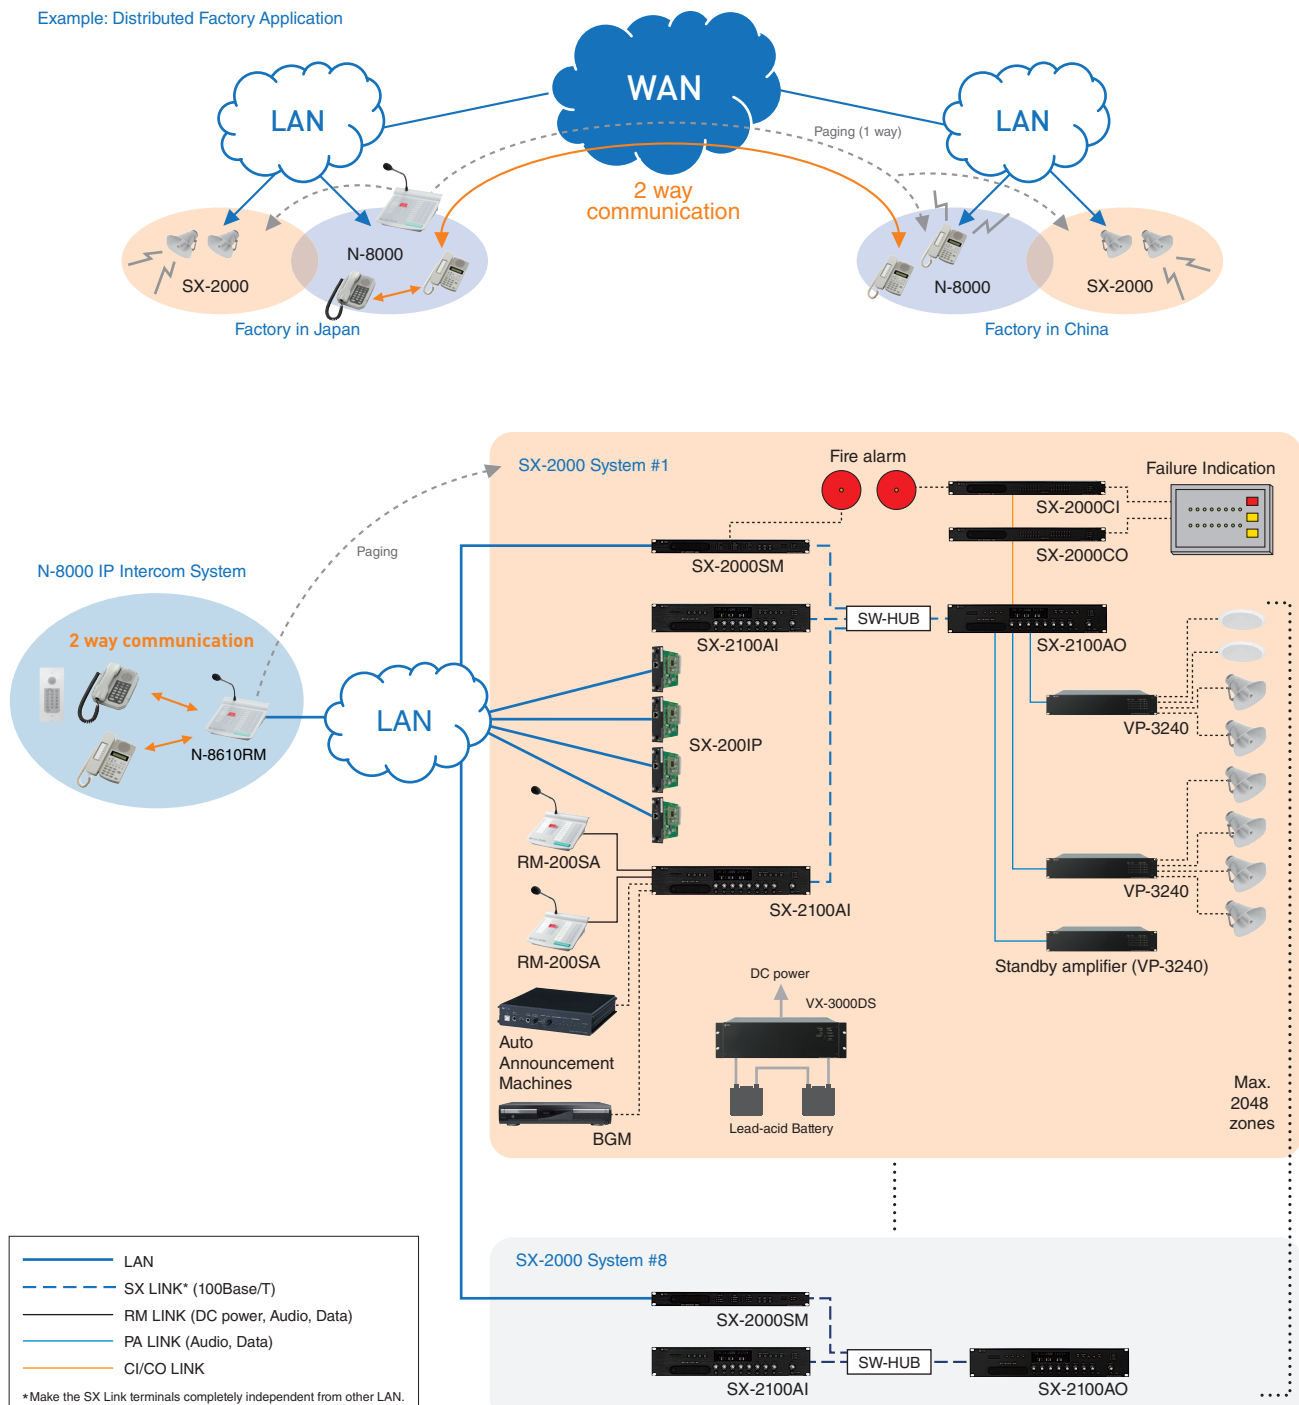 Example: Distributed Factory Application
WAN
LAN
LAN
Paging (1 way)
2 way
communication
N-8000
SX-2000
N-8000
SX-2000
Factory in Japan
Factory in China
SX-2000 System #1
Fire alarm
Failure Indication
SX-2000CI
SX-2000CO
Paging
SX-2000SM
N-8000 IP Intercom System
SW-HUB
2 way communication
SX-2100AI
SX-2100AO
LAN
VP-3240
SX-200IP
N-8610RM
RM-200SA
VP-3240
SX-2100AI
RM-200SA
Standby amplifier (VP-3240)
DC power
VX-3000DS
Auto
Announcement
Machines
Max.
2048
zones
Lead-acid Battery
BGM
LAN
SX LINK* (100Base/T)
RM LINK (DC power, Audio, Data)
PA LINK (Audio, Data)
CI/CO LINK
*Make the SX Link terminals completely independent from other LAN.
SX-2000 System #8
SX-2000SM
SW-HUB
SX-2100AI
SX-2100AO